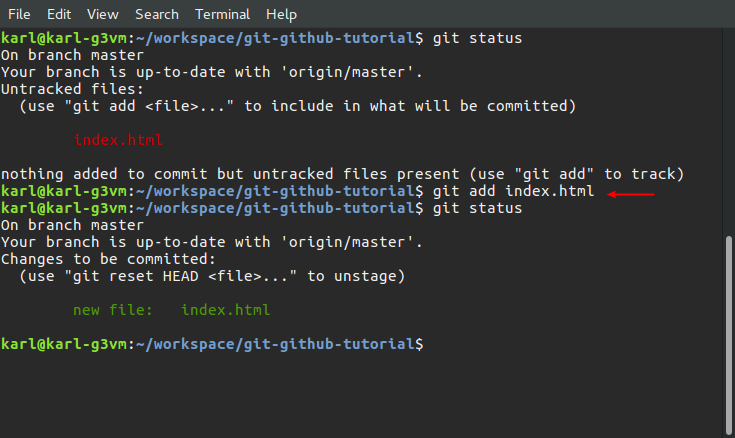 File Edit View Search Terminal Help
karl@karl-g3vm:~/workspace/git-github-tutorial$ git status
On branch master
Your branch is up-to-date with 'origin/master'.
Untracked files:
  (use "git add <file>..." to include in what will be committed)
        index.html
nothing added to commit but untracked files present (use "git add" to track)
karl@karl-g3vm:~/workspace/git-github-tutorial$ git add index.html
karl@karl-g3vm:~/workspace/git-github-tutorial$ git status
On branch master
Your branch is up-to-date with 'origin/master'.
Changes to be committed:
  (use "git reset HEAD <file>..." to unstage)
        new file:   index.html
karl@karl-g3vm:~/workspace/git-github-tutorial$